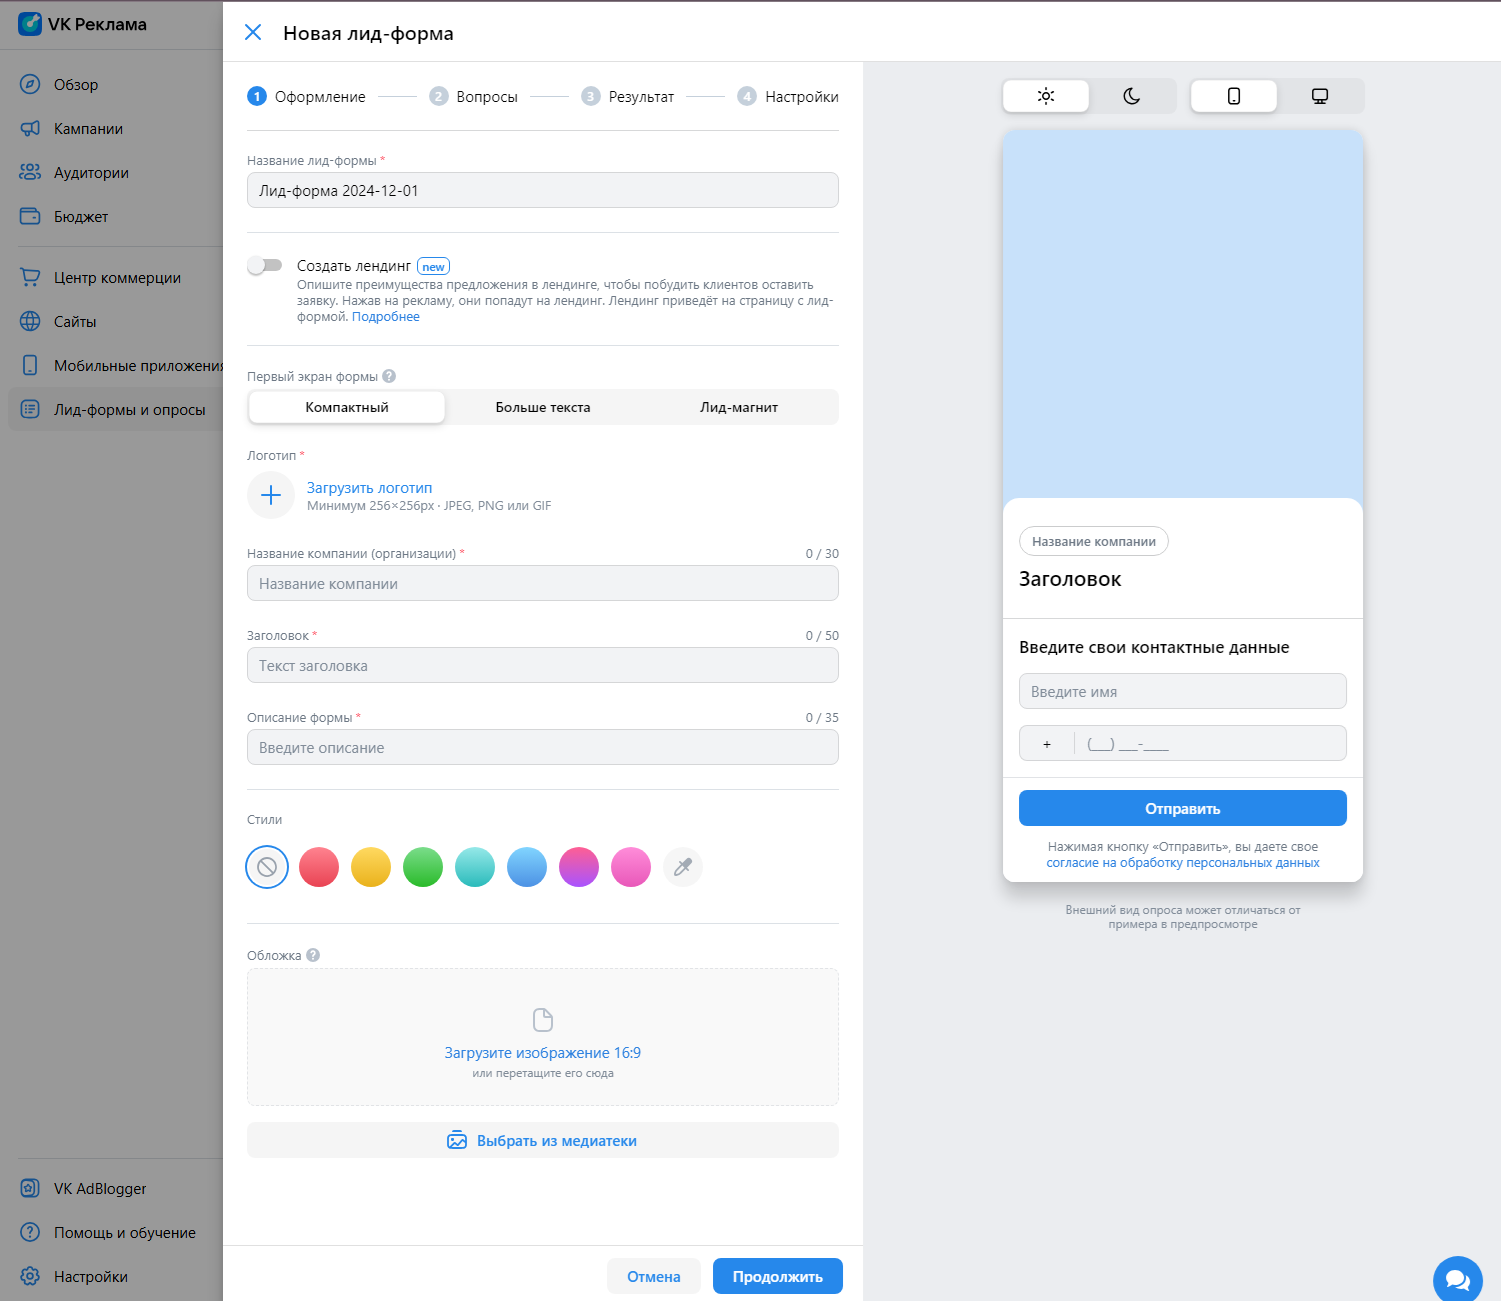 VK Реклама
Обзор
Кампании
Аудитории
Бюджет
Центр коммерции
Сайты
Мобильные приложения
Лид-формы и опросы
VK AdBlogger
Помощь и обучение
Настройки
Новая лид-форма
1 Оформление 2 Вопросы 3 Результат 4 Настройки
Название лид-формы *
Лид-форма 2024-12-01
Создать лендинг new
Опишите преимущества предложения в лендинге, чтобы побудить клиентов оставить
заявку. Нажав на рекламу, они попадут на лендинг. Лендинг приведёт на страницу с лид-
формой. Подробнее
Первый экран формы ?
Компактный Больше текста Лид-магнит
Логотип *
Загрузить логотип
Минимум 256×256px · JPEG, PNG или GIF
Название компании (организации) * 0 / 30
Название компании
Заголовок * 0 / 50
Текст заголовка
Описание формы * 0 / 35
Введите описание
Стили
Обложка ?
Загрузите изображение 16:9
или перетащите его сюда
Выбрать из медиатеки
Отмена Продолжить
Название компании
Заголовок
Введите свои контактные данные
Введите имя
+ (___) ___-____
Отправить
Нажимая кнопку «Отправить», вы даете свое
согласие на обработку персональных данных
Внешний вид опроса может отличаться от
примера в предпросмотре